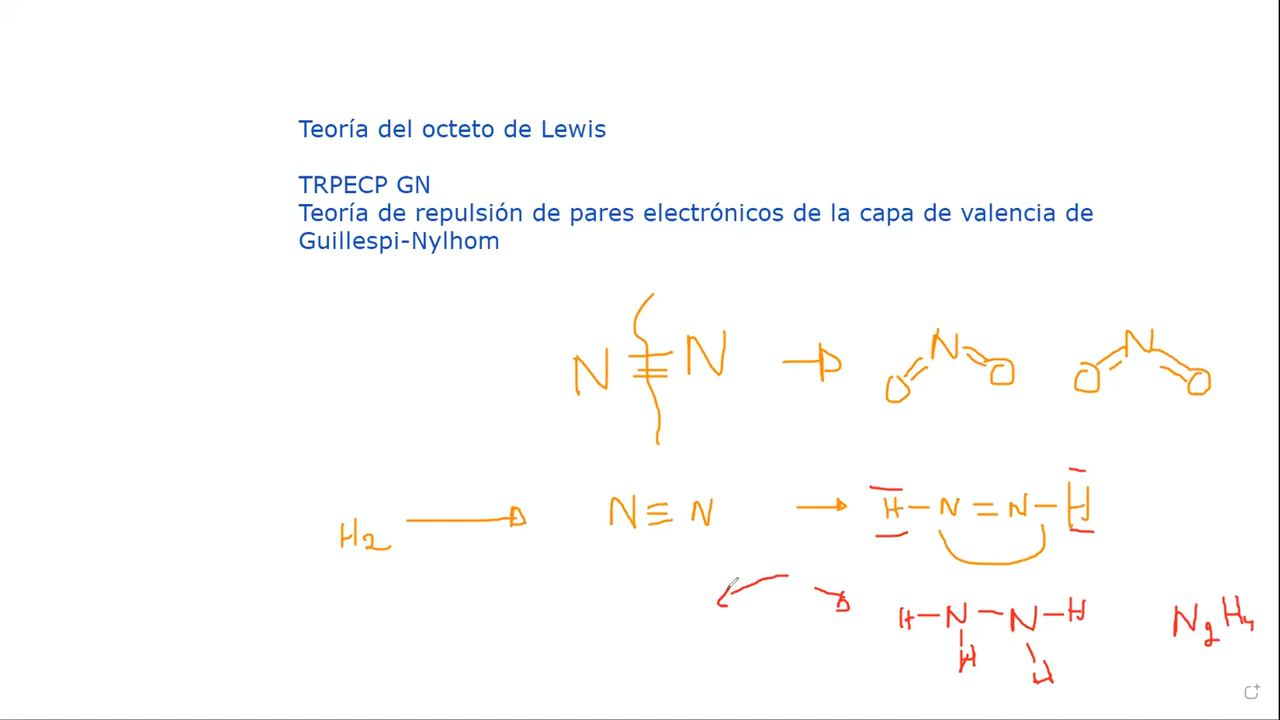 Teoría del octeto de Lewis
TRPECP GN
Teoría de repulsión de pares electrónicos de la capa de valencia de
Guillespi-Nylhom
N ≡ N → O=N=O O=N=O
H2 → N ≡ N → H-N=N-H
H-N-N-H N2H4
H H